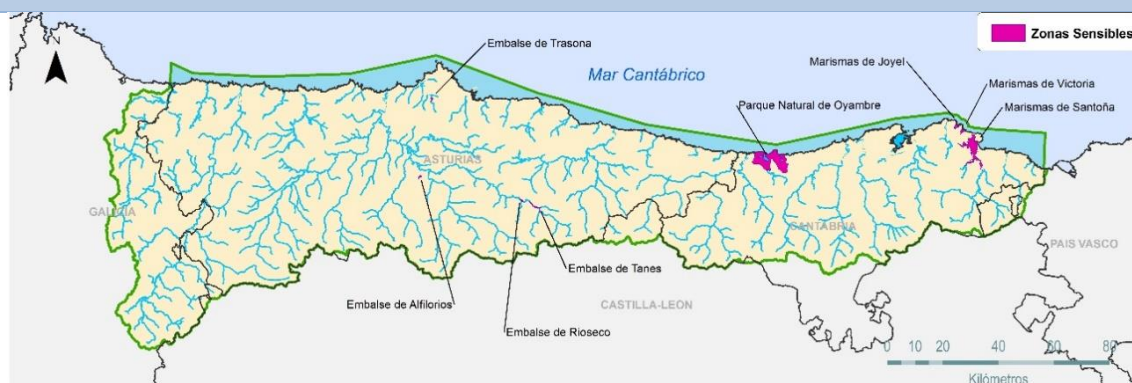 N
Embalse de Trasona
Mar Cantábrico
Zonas Sensibles
Marismas de Joyel
Marismas de Victoria
Marismas de Santoña
Parque Natural de Oyambre
ASTURIAS
GALICIA
CANTABRIA
PAIS VASCO
Embalse de Tanes
Embalse de Alfilorios
CASTILLA-LEON
Embalse de Rioseco
0 10 20 40 60 80
Kilómetros